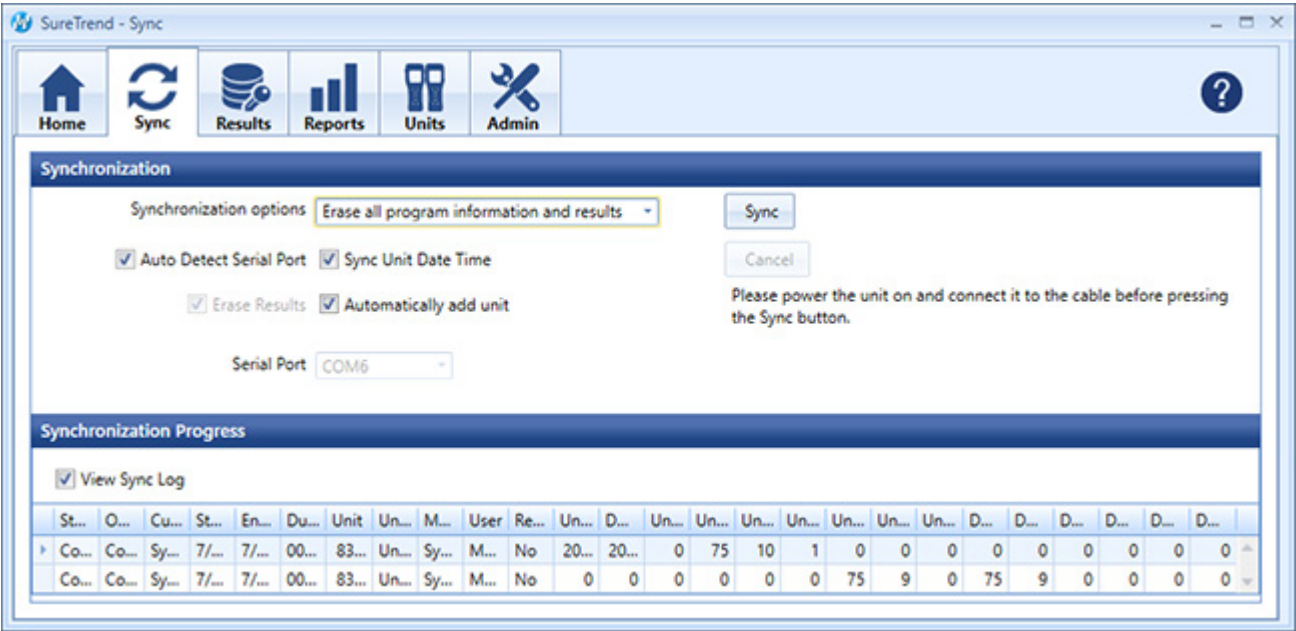 SureTrend - Sync
Home Sync Results Reports Units Admin
Synchronization
Synchronization options Erase all program information and results Sync
Auto Detect Serial Port Sync Unit Date Time Cancel
Erase Results Automatically add unit Please power the unit on and connect it to the cable before pressing
the Sync button.
Serial Port COM6
Synchronization Progress
View Sync Log
St... O... Cu... St... En... Du... Unit Un... M... User Re... Un... D... Un... Un... Un... Un... Un... Un... Un... D... D... D... D... D... D...
Co... Co... Sy... 7/... 7/... 00... 83... Un... Sy... M... No 20... 20... 0 75 10 1 0 0 0 0 0 0 0 0 0
Co... Co... Sy... 7/... 7/... 00... 83... Un... Sy... M... No 0 0 0 0 0 0 75 9 0 75 9 0 0 0 0